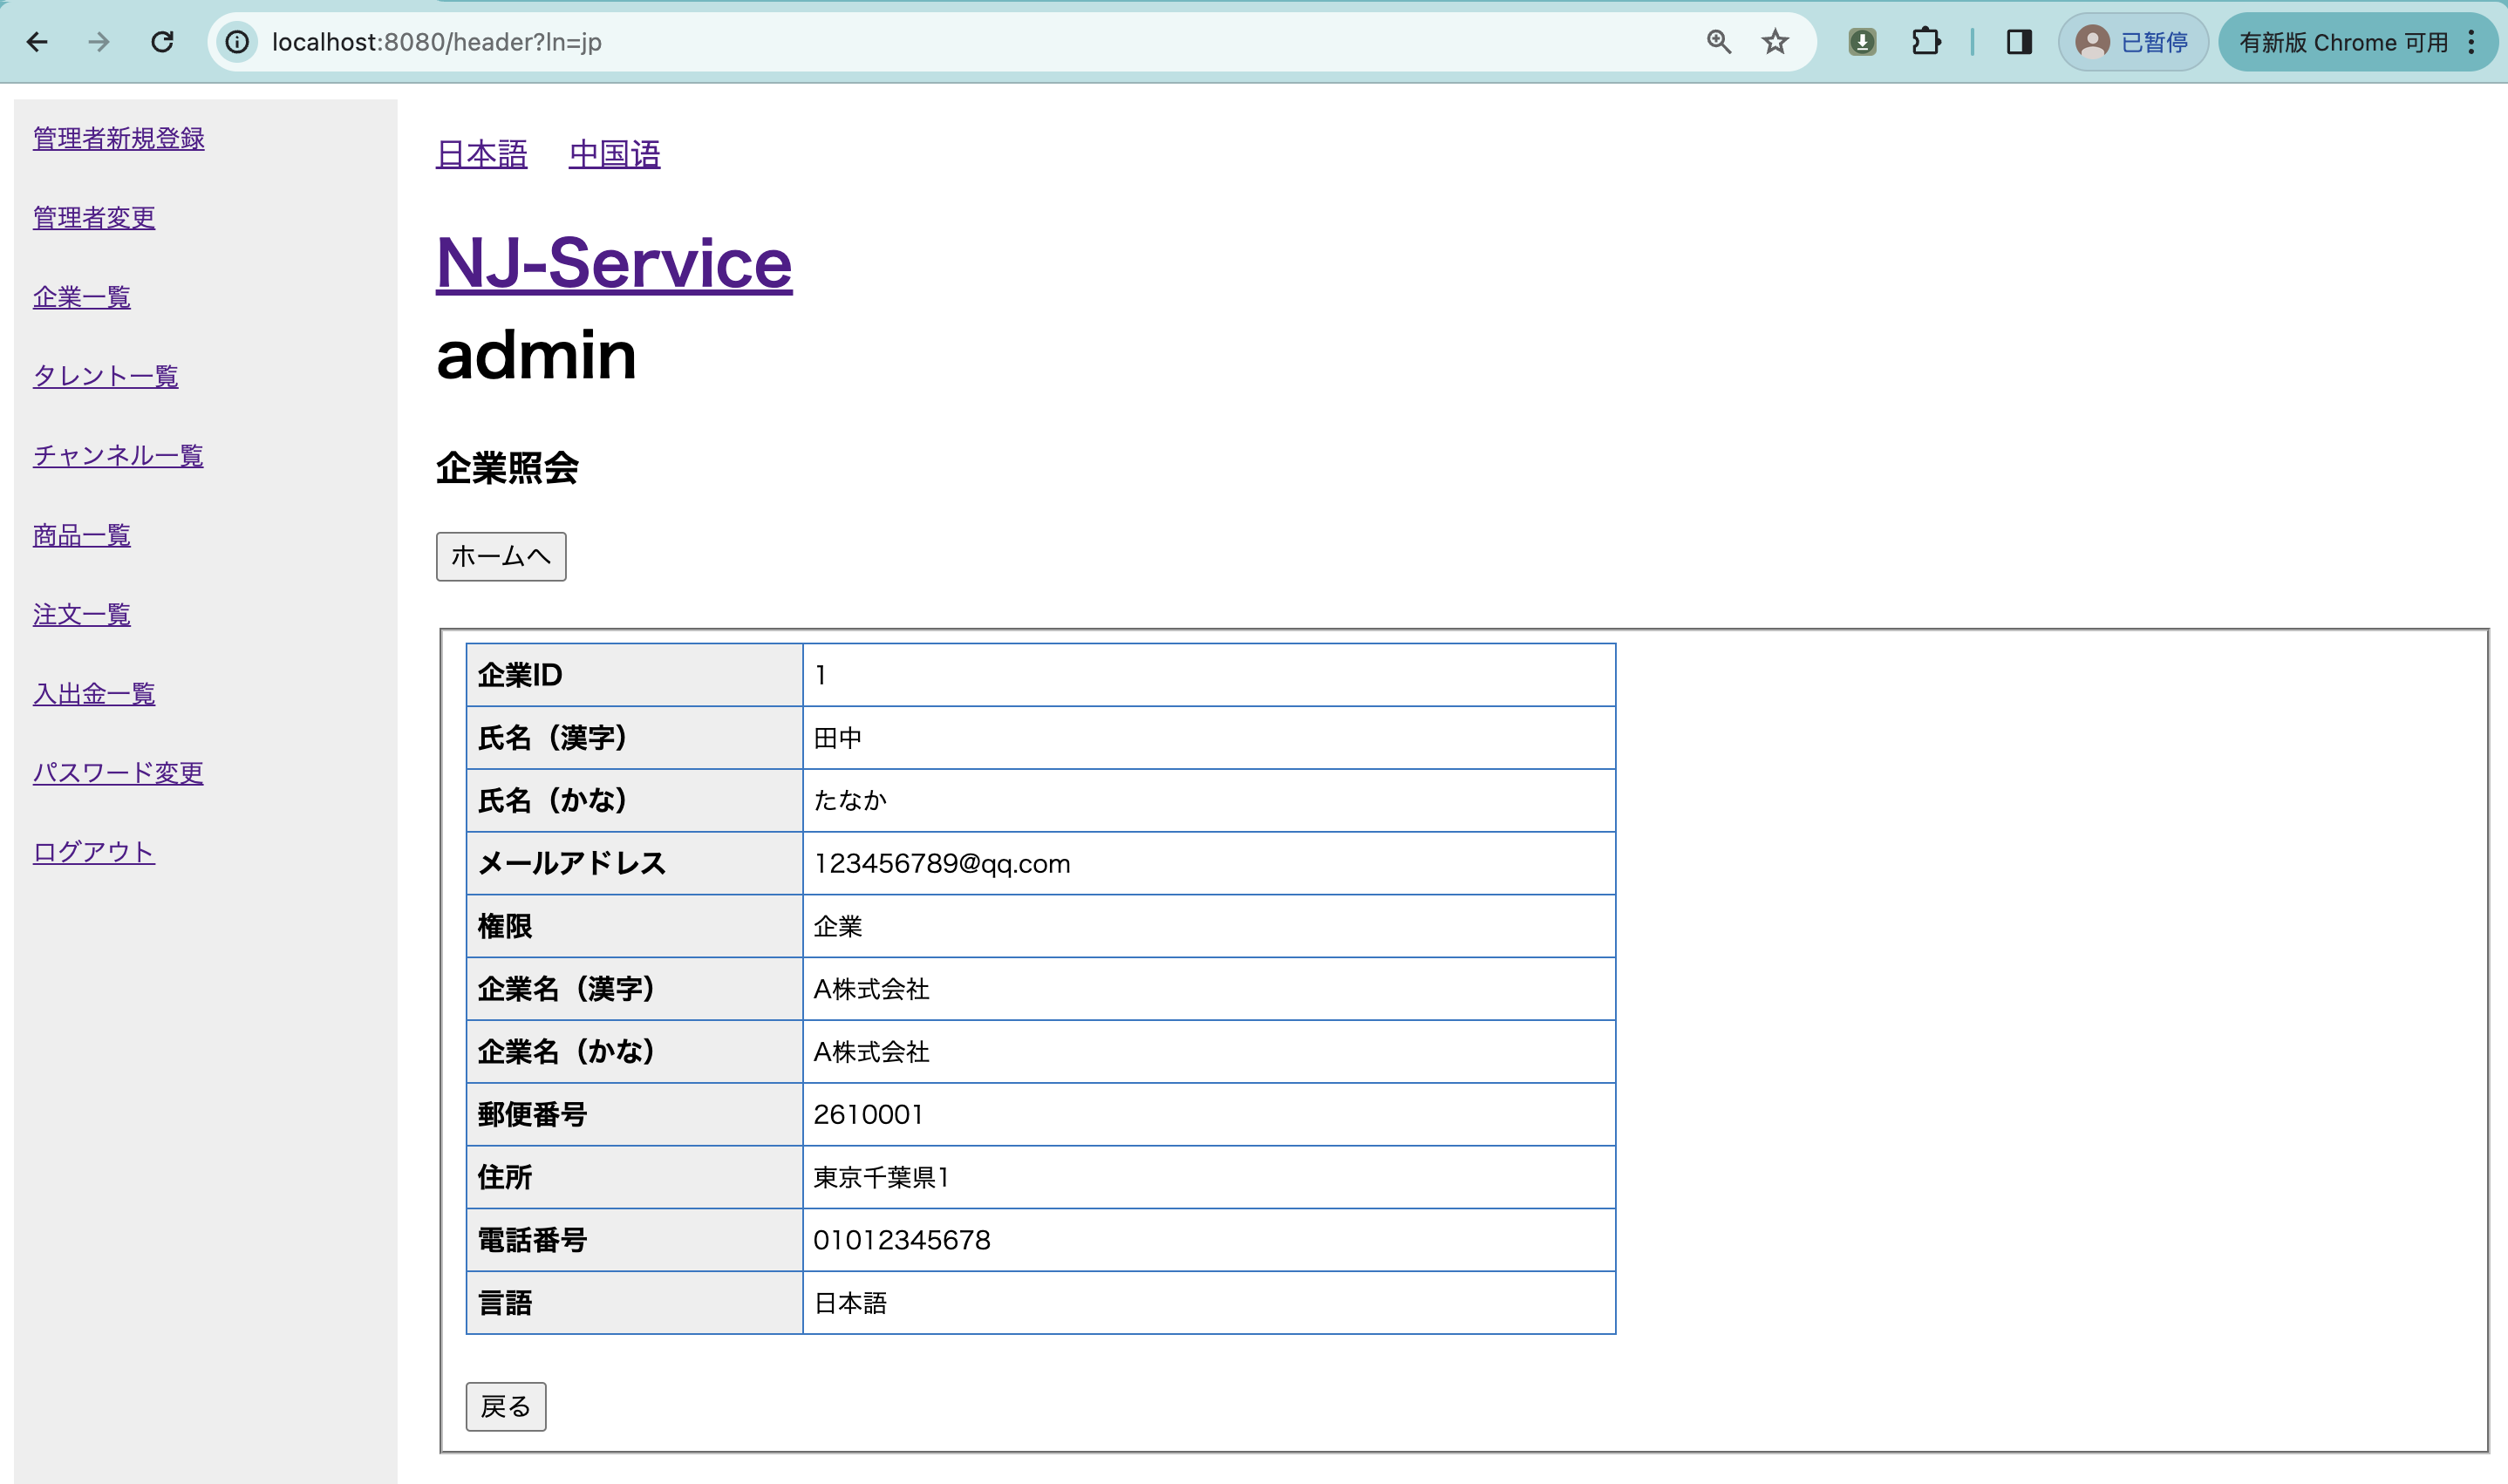 localhost:8080/header?ln=jp
已暂停
有新版 Chrome 可用
管理者新規登録
管理者変更
企業一覧
タレント一覧
チャンネル一覧
商品一覧
注文一覧
入出金一覧
パスワード変更
ログアウト
日本語 中国语
NJ-Service
admin
企業照会
ホームへ
企業ID 1
氏名（漢字） 田中
氏名（かな） たなか
メールアドレス 123456789@qq.com
権限 企業
企業名（漢字） A株式会社
企業名（かな） A株式会社
郵便番号 2610001
住所 東京千葉県1
電話番号 01012345678
言語 日本語
戻る